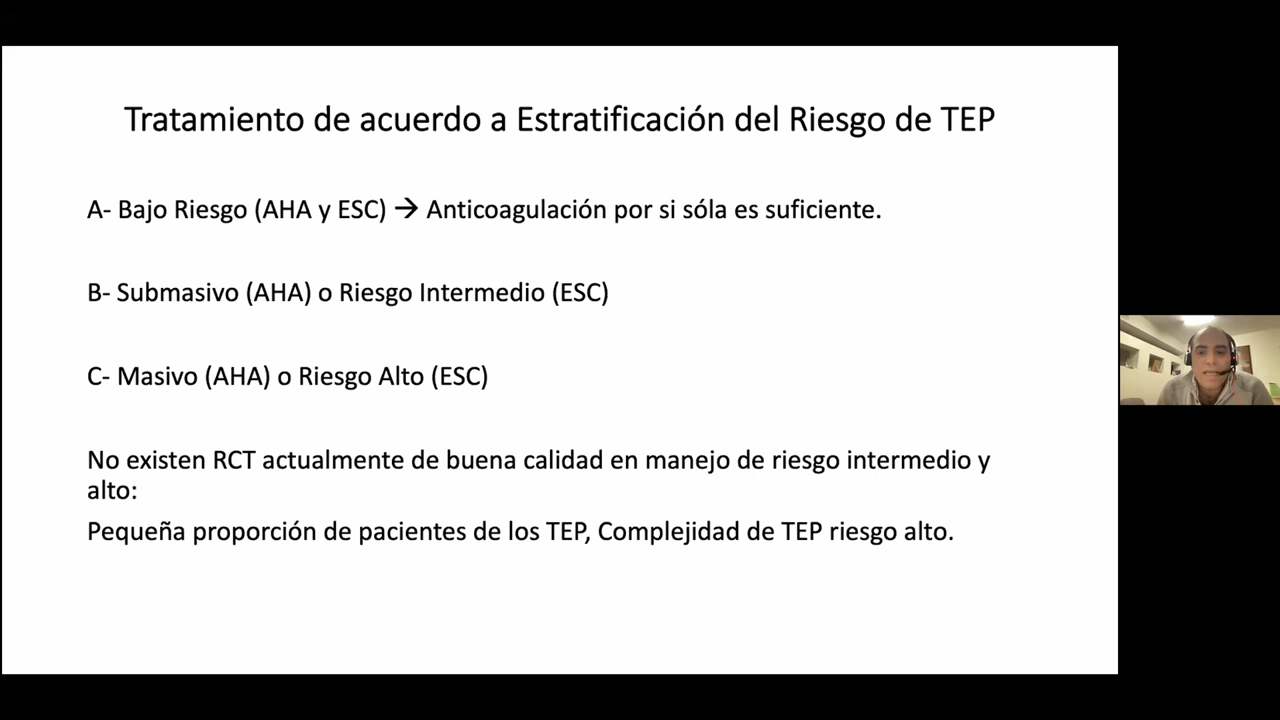 Tratamiento de acuerdo a Estratificación del Riesgo de TEP
A- Bajo Riesgo (AHA y ESC) → Anticoagulación por si sóla es suficiente.
B- Submasivo (AHA) o Riesgo Intermedio (ESC)
C- Masivo (AHA) o Riesgo Alto (ESC)
No existen RCT actualmente de buena calidad en manejo de riesgo intermedio y
alto:
Pequeña proporción de pacientes de los TEP, Complejidad de TEP riesgo alto.